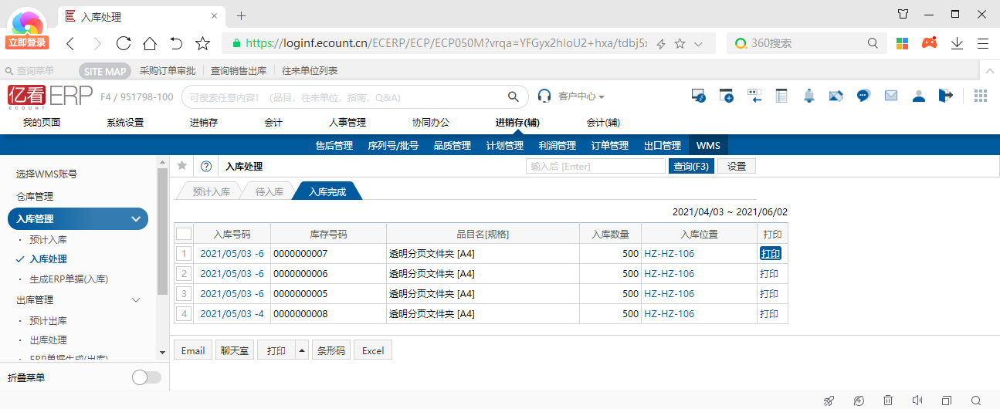 入库处理
立即登录
https://loginf.ecount.cn/ECERP/ECP/ECP050M?vrqa=YFGyx2hloU2+hxa/tdbj5x
360搜索
查询菜单
SITE MAP
采购订单审批
查询销售出库
往来单位列表
亿看 ERP
ECOUNT
F4 / 951798-100
可搜索任意内容！ (品目，往来单位，指南，Q&A)
客户中心
我的页面
系统设置
进销存
会计
人事管理
协同办公
进销存(辅)
会计(辅)
售后管理
序列号/批号
品质管理
计划管理
利润管理
订单管理
出口管理
WMS
选择WMS账号
仓库管理
入库管理
· 预计入库
入库处理
· 生成ERP单据(入库)
出库管理
· 预计出库
· 出库处理
· ERP单据生成(出库)
折叠菜单
入库处理
输入后 [Enter]
查询(F3)
设置
预计入库
待入库
入库完成
2021/04/03 ~ 2021/06/02
入库号码 库存号码 品目名[规格] 入库数量 入库位置 打印
1 2021/05/03 -6 0000000007 透明分页文件夹 [A4] 500 HZ-HZ-106 打印
2 2021/05/03 -6 0000000006 透明分页文件夹 [A4] 500 HZ-HZ-106 打印
3 2021/05/03 -6 0000000005 透明分页文件夹 [A4] 500 HZ-HZ-106 打印
4 2021/05/03 -4 0000000008 透明分页文件夹 [A4] 500 HZ-HZ-106 打印
Email
聊天室
打印
条形码
Excel